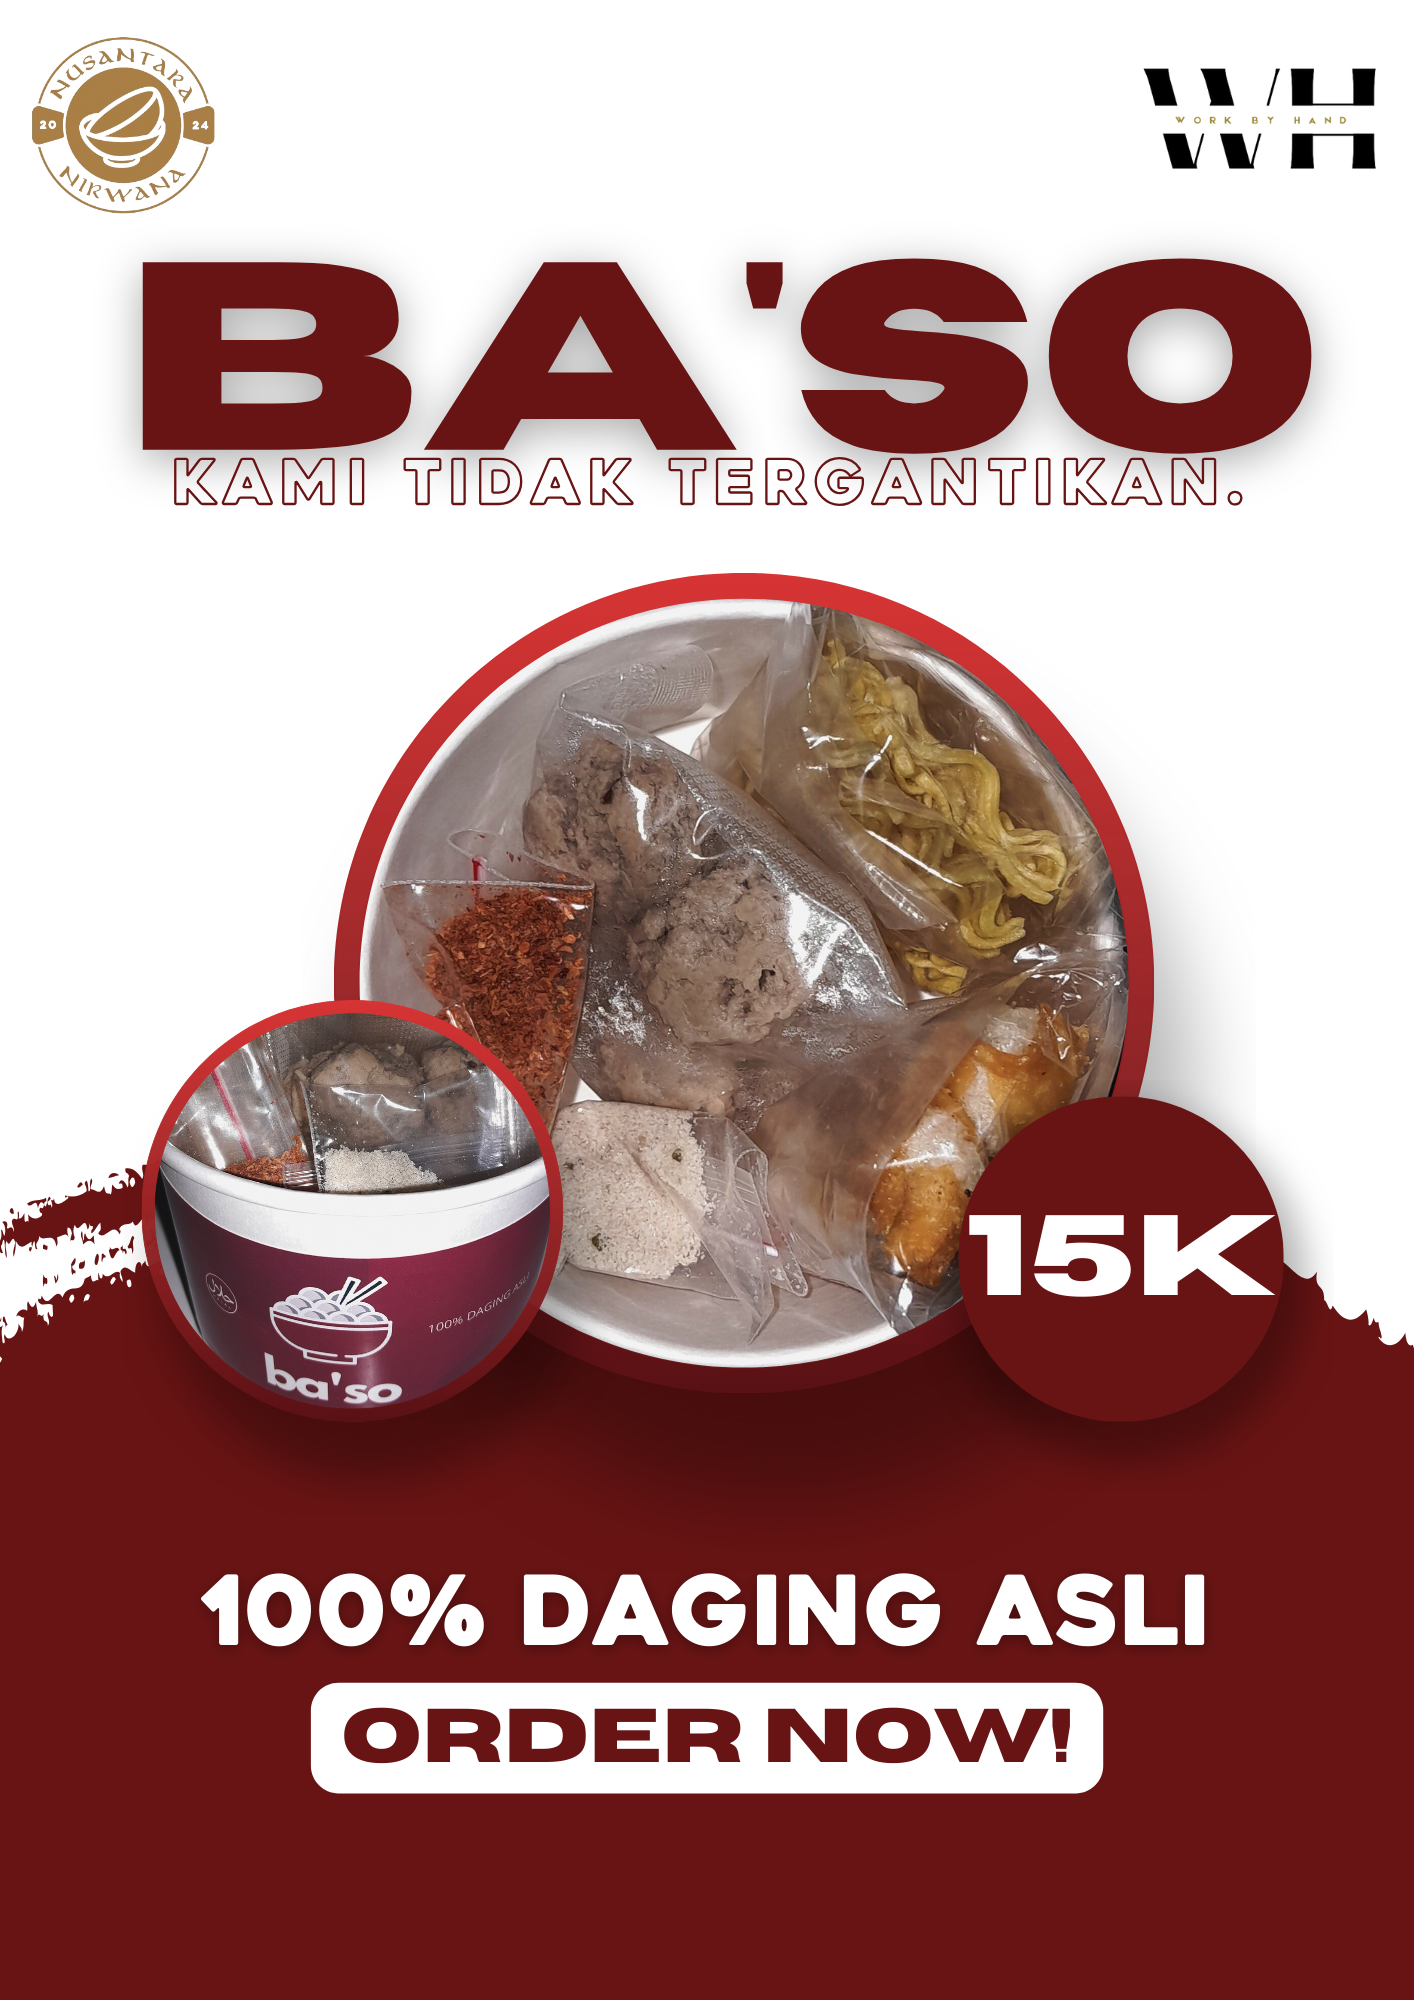 NUSANTARA
20 24
NIRWANA
WH
WORK BY HAND
BA'SO
KAMI TIDAK TERGANTIKAN.
15K
حلال
100% DAGING ASLI
ba'so
100% DAGING ASLI
ORDER NOW!